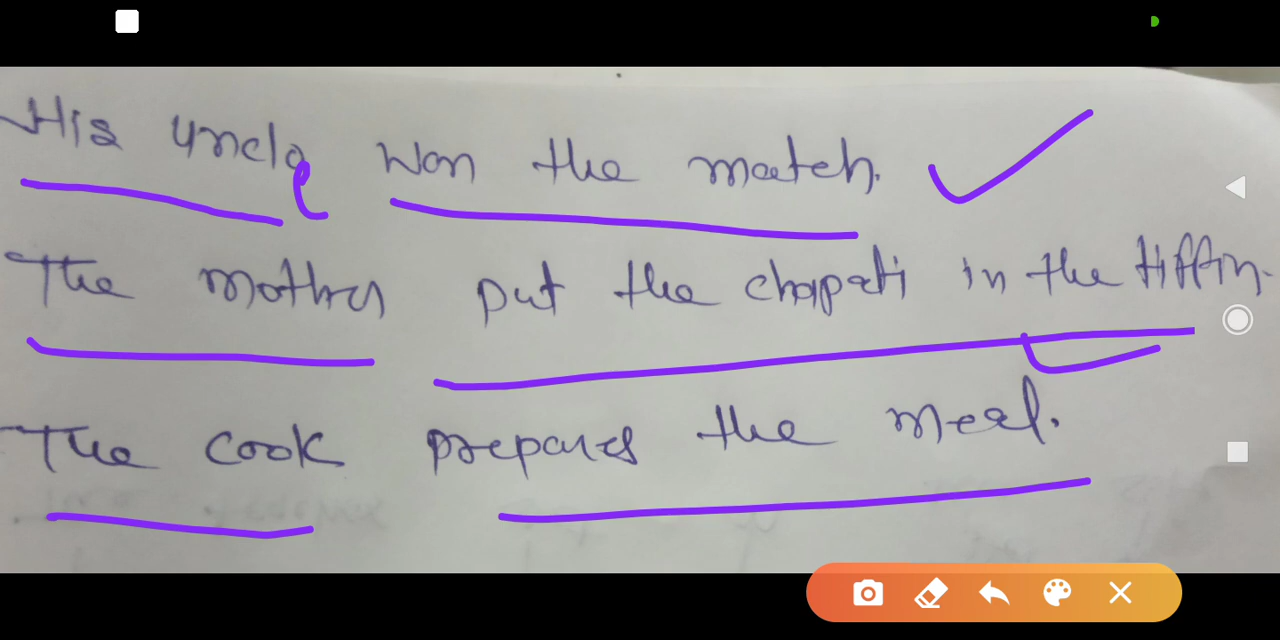 His uncle won the match.
The mother put the chapati in the tiffin.
The cook prepares the meal.